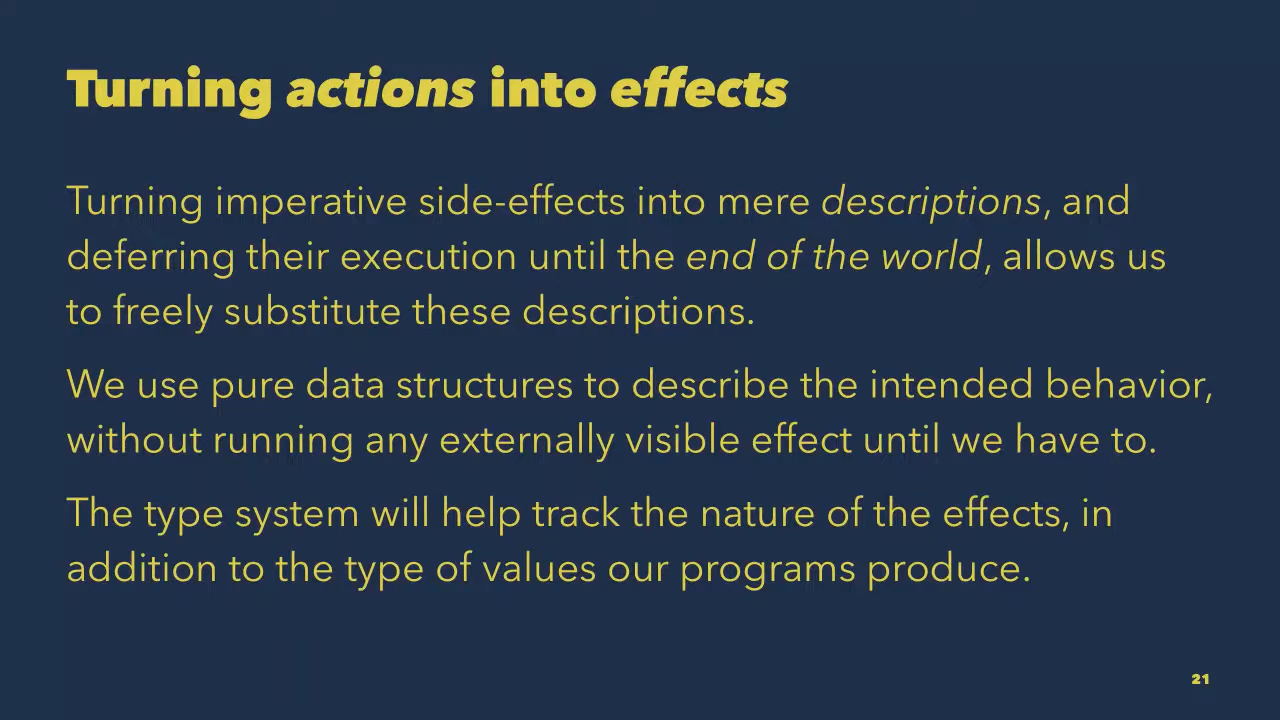 Turning actions into effects
Turning imperative side-effects into mere descriptions, and
deferring their execution until the end of the world, allows us
to freely substitute these descriptions.
We use pure data structures to describe the intended behavior,
without running any externally visible effect until we have to.
The type system will help track the nature of the effects, in
addition to the type of values our programs produce.
21